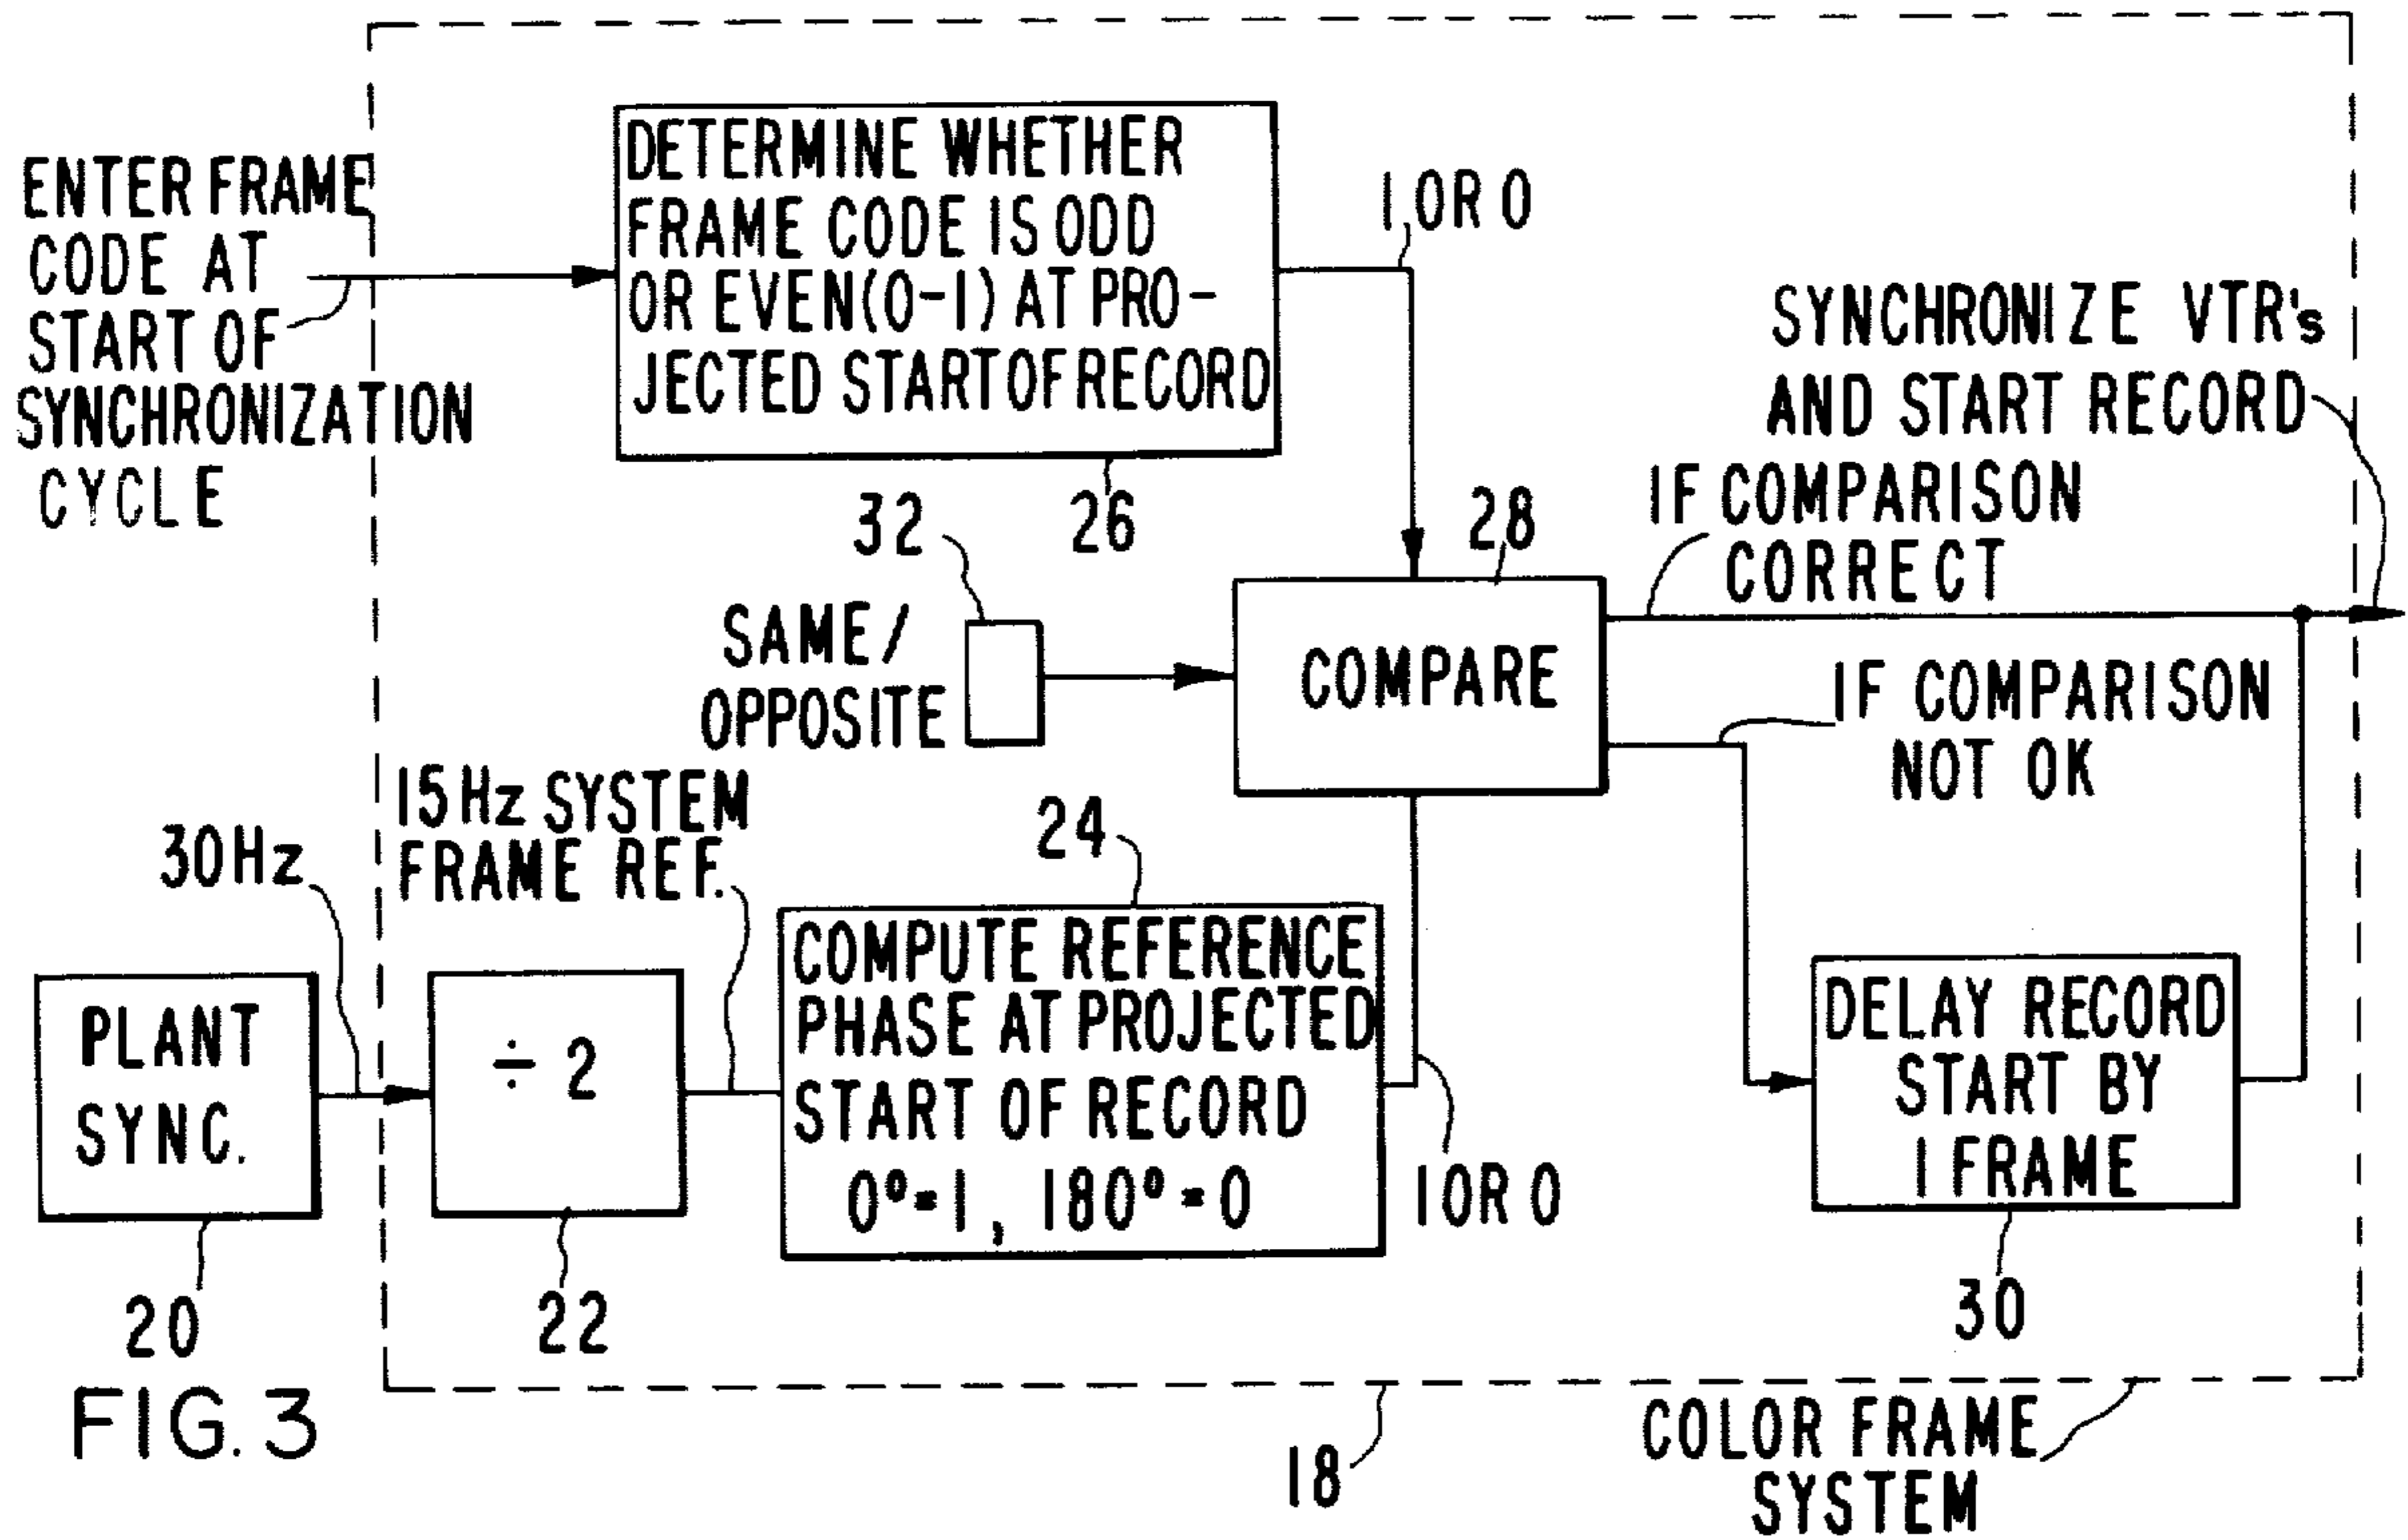 ENTER FRAME
CODE AT
START OF
SYNCHRONIZATION
CYCLE
DETERMINE WHETHER
FRAME CODE IS ODD
OR EVEN(0-1) AT PRO-
JECTED START OF RECORD
26
1 OR 0
SYNCHRONIZE VTR's
AND START RECORD
32
SAME/
OPPOSITE
28
COMPARE
IF COMPARISON
CORRECT
IF COMPARISON
NOT OK
30Hz
15Hz SYSTEM
FRAME REF.
24
PLANT
SYNC.
20
÷ 2
22
COMPUTE REFERENCE
PHASE AT PROJECTED
START OF RECORD
0°=1, 180°=0
1 OR 0
DELAY RECORD
START BY
1 FRAME
30
FIG. 3
18
COLOR FRAME
SYSTEM